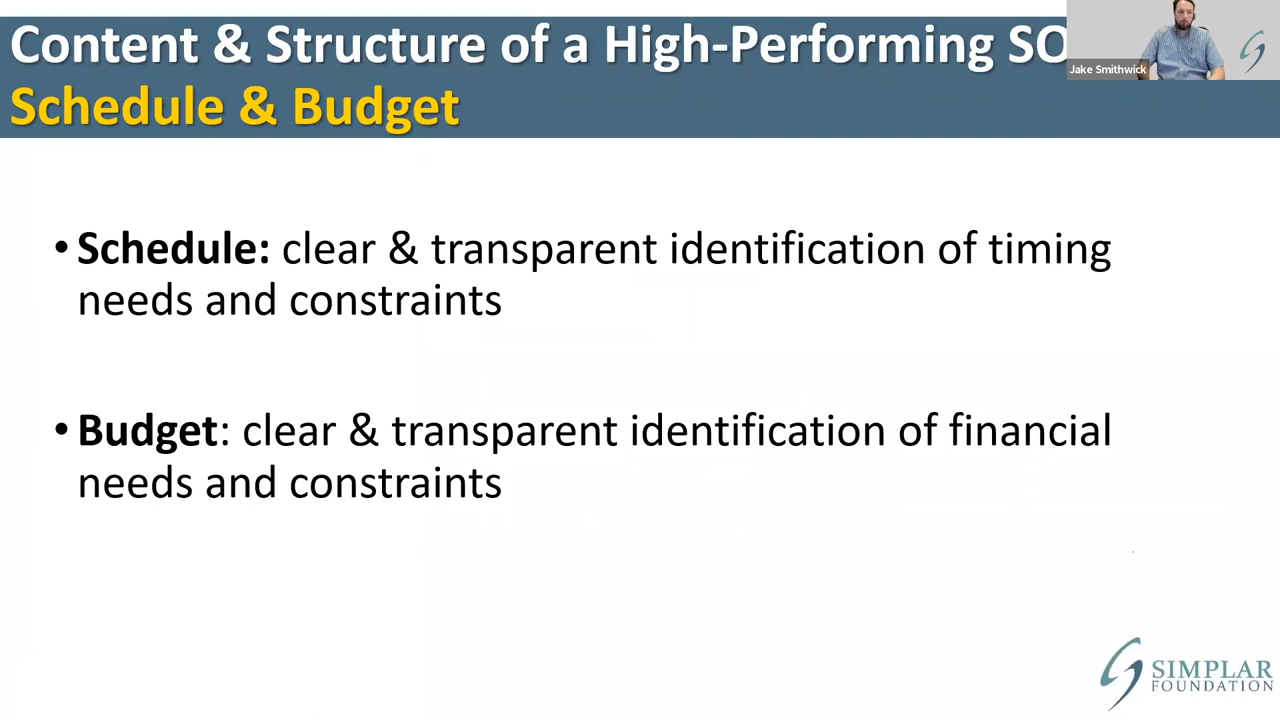 Content & Structure of a High-Performing SO
Schedule & Budget
Jake Smithwick
• Schedule: clear & transparent identification of timing
needs and constraints
• Budget: clear & transparent identification of financial
needs and constraints
SIMPLAR
FOUNDATION